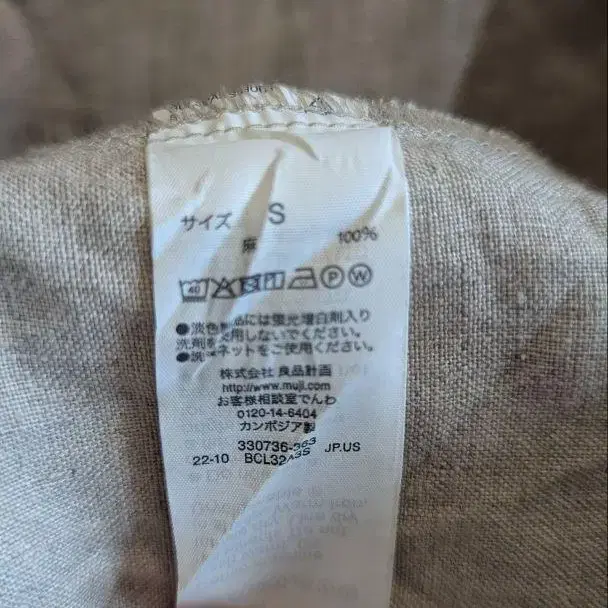 サイズ S
麻 100%
40 P W
●淡色 品には蛍光増白剤入り
洗剤を使用しないでください。
●洗 ネットをご使用ください。
株式会社 良品計画
http://www.muji.com
お客様相談室でんわ
0120-14-6404
カンボジア製
330736- JP.US
22-10